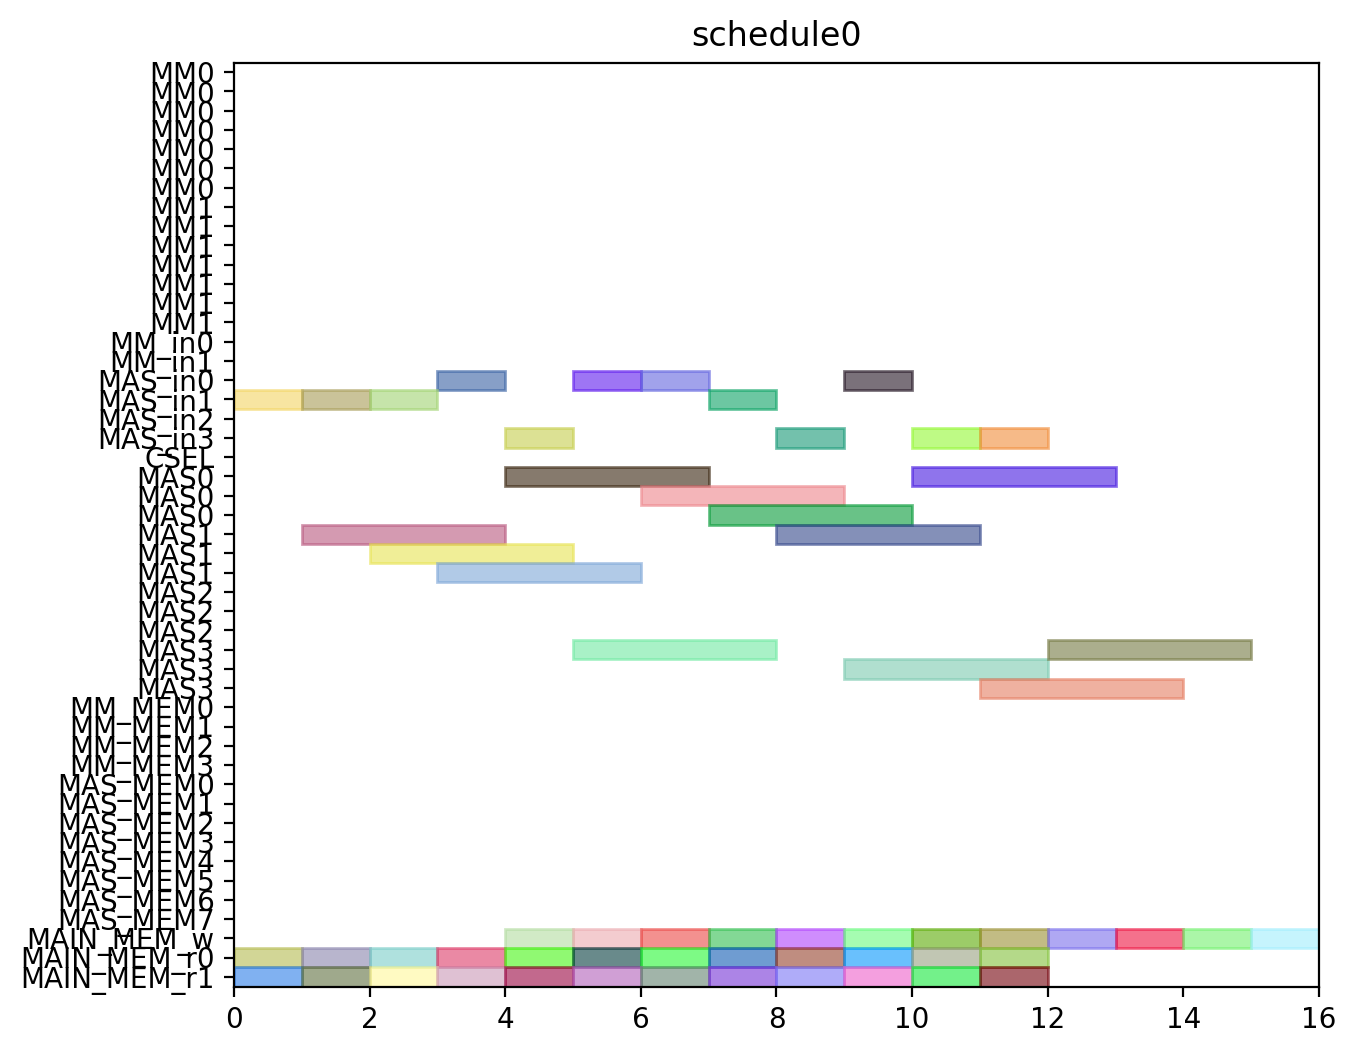 schedule0
MM0
MM0
MM0
MM0
MM0
MM0
MM0
MM1
MM1
MM1
MM1
MM1
MM1
MM1
MM_in0
MM_in1
MAS_in0
MAS_in1
MAS_in2
MAS_in3
CSEL
MAS0
MAS0
MAS0
MAS1
MAS1
MAS1
MAS2
MAS2
MAS2
MAS3
MAS3
MAS3
MM_MEM0
MM_MEM1
MM_MEM2
MM_MEM3
MAS_MEM0
MAS_MEM1
MAS_MEM2
MAS_MEM3
MAS_MEM4
MAS_MEM5
MAS_MEM6
MAS_MEM7
MAIN_MEM_w
MAIN_MEM_r0
MAIN_MEM_r1
0 2 4 6 8 10 12 14 16